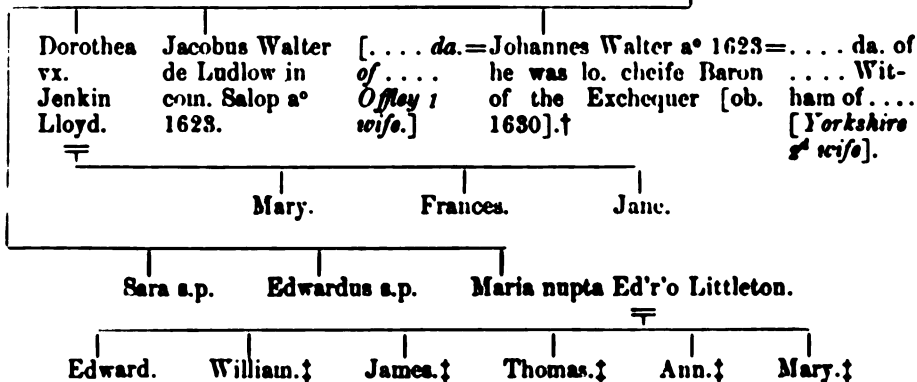 Dorothea
vx.
Jenkin
Lloyd.
Jacobus Walter
de Ludlow in
com. Salop aº
1623.
[. . . . da.=
of . . . .
Offley 1
wife.]
Johannes Walter aº 1623=
he was lo. cheife Baron
of the Exchequer [ob.
1630].†
. . . . da. of
. . . . Wit-
ham of . . . .
[Yorkshire
2d wife].
Mary. Frances. Jane.
Sara s.p. Edwardus s.p. Maria nupta Ed'r'o Littleton.
Edward. William.‡ James.‡ Thomas.‡ Ann.‡ Mary.‡